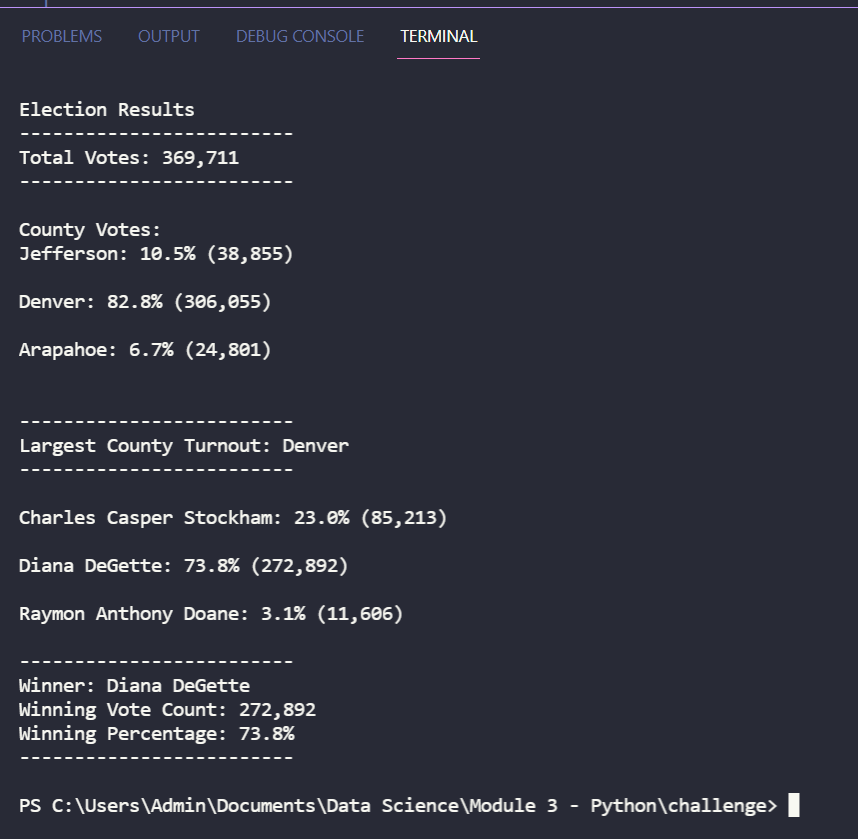 PROBLEMS OUTPUT DEBUG CONSOLE TERMINAL
Election Results
-------------------------
Total Votes: 369,711
-------------------------
County Votes:
Jefferson: 10.5% (38,855)
Denver: 82.8% (306,055)
Arapahoe: 6.7% (24,801)
-------------------------
Largest County Turnout: Denver
-------------------------
Charles Casper Stockham: 23.0% (85,213)
Diana DeGette: 73.8% (272,892)
Raymon Anthony Doane: 3.1% (11,606)
-------------------------
Winner: Diana DeGette
Winning Vote Count: 272,892
Winning Percentage: 73.8%
-------------------------
PS C:\Users\Admin\Documents\Data Science\Module 3 - Python\challenge>